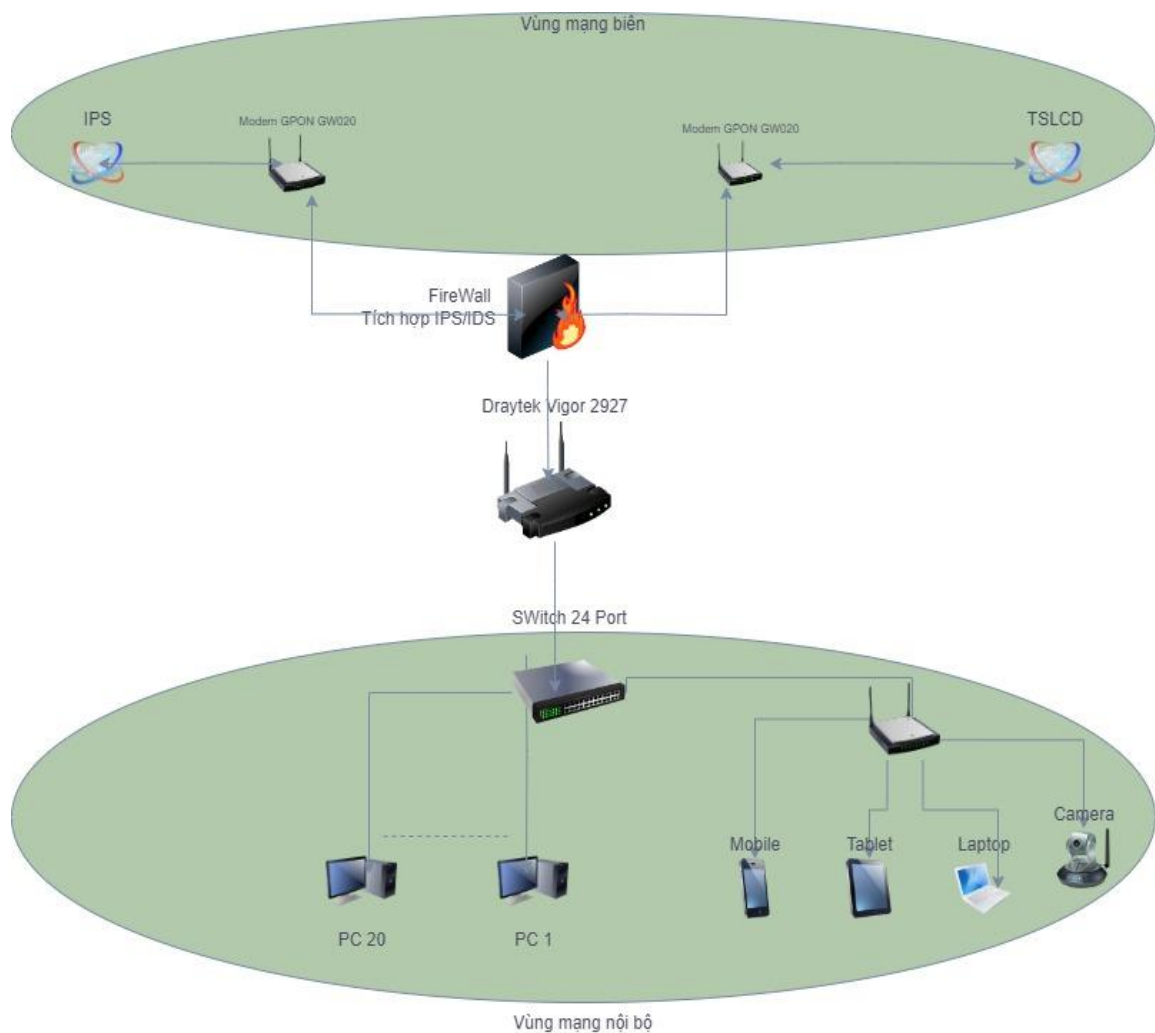 Vùng mạng biên
IPS
Modem GPON GW020
Modem GPON GW020
TSLCD
FireWall
Tích hợp IPS/IDS
Draytek Vigor 2927
SWitch 24 Port
Mobile
Tablet
Laptop
Camera
PC 20
PC 1
Vùng mạng nội bộ